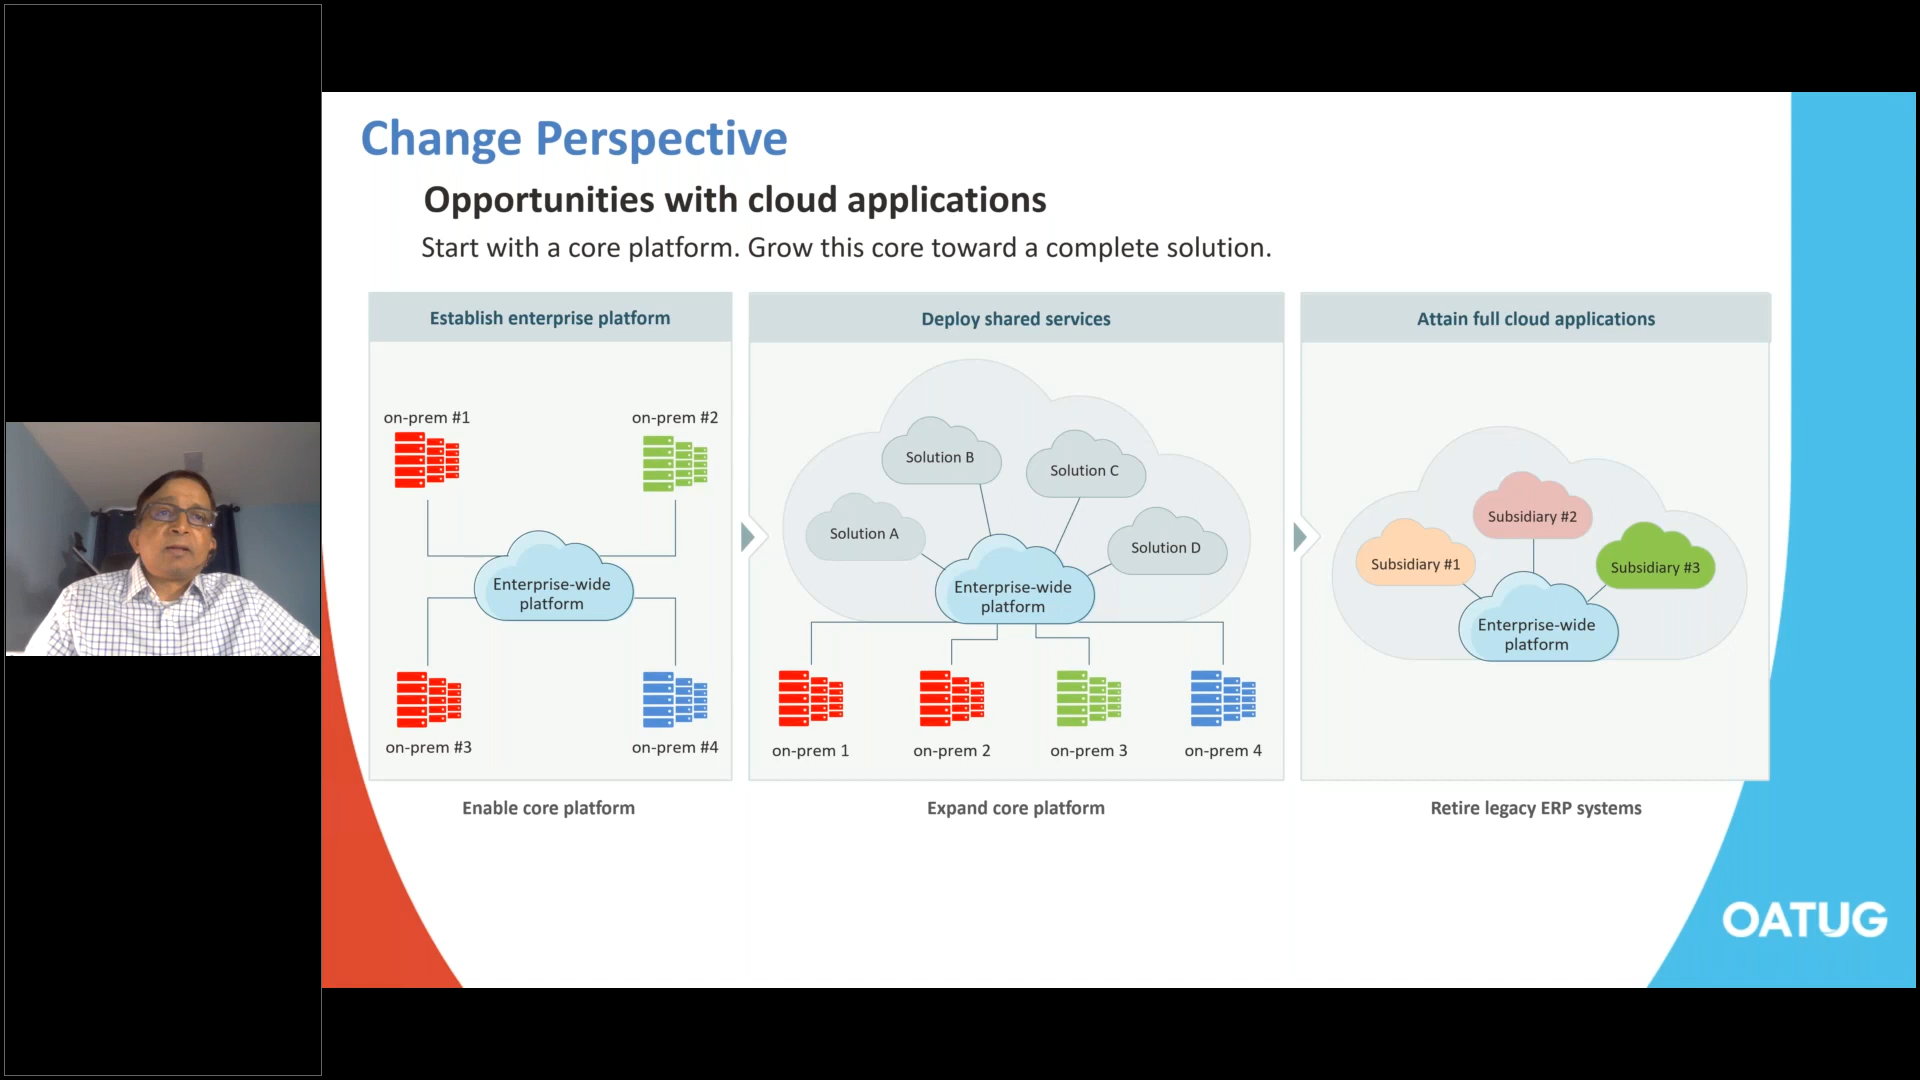 Change Perspective
Opportunities with cloud applications
Start with a core platform. Grow this core toward a complete solution.
Establish enterprise platform
on-prem #1
on-prem #2
Enterprise-wide
platform
on-prem #3
on-prem #4
Enable core platform
Deploy shared services
Solution B
Solution C
Solution A
Solution D
Enterprise-wide
platform
on-prem 1
on-prem 2
on-prem 3
on-prem 4
Expand core platform
Attain full cloud applications
Subsidiary #2
Subsidiary #1
Subsidiary #3
Enterprise-wide
platform
Retire legacy ERP systems
OATUG